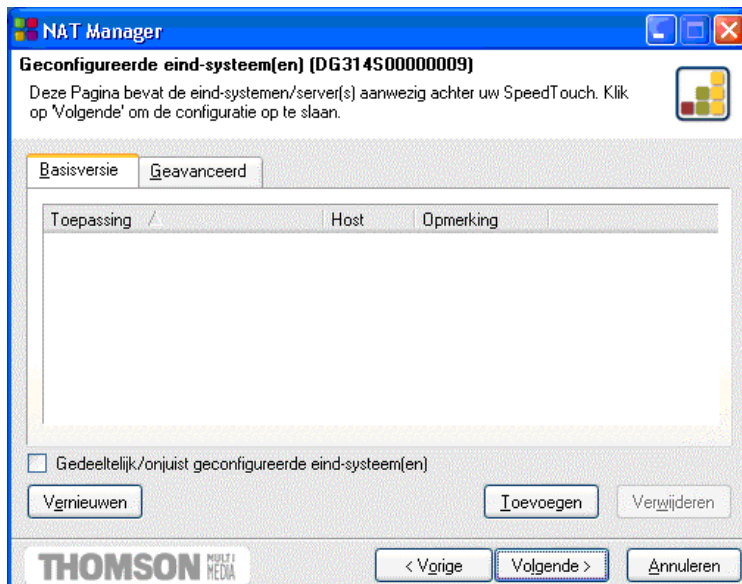 NAT Manager
Geconfigureerde eind-systeem(en) (DG314S00000009)
Deze Pagina bevat de eind-systemen/server(s) aanwezig achter uw SpeedTouch. Klik
op 'Volgende' om de configuratie op te slaan.
Basisversie Geavanceerd
Toepassing Host Opmerking
Gedeeltelijk/onjuist geconfigureerde eind-systeem(en)
Vernieuwen Toevoegen Verwijderen
THOMSON MULTI MEDIA
< Vorige Volgende > Annuleren